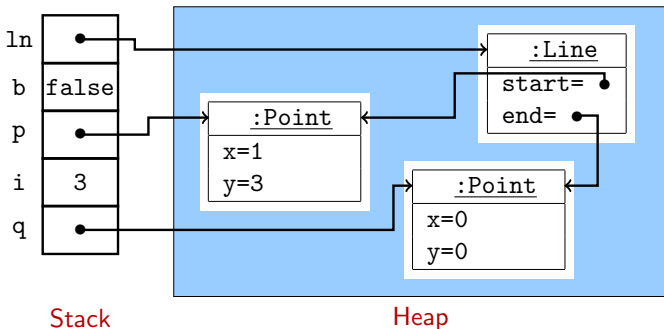 ln
b false
p
i 3
q
:Line
start=
end=
:Point
x=1
y=3
:Point
x=0
y=0
Stack
Heap